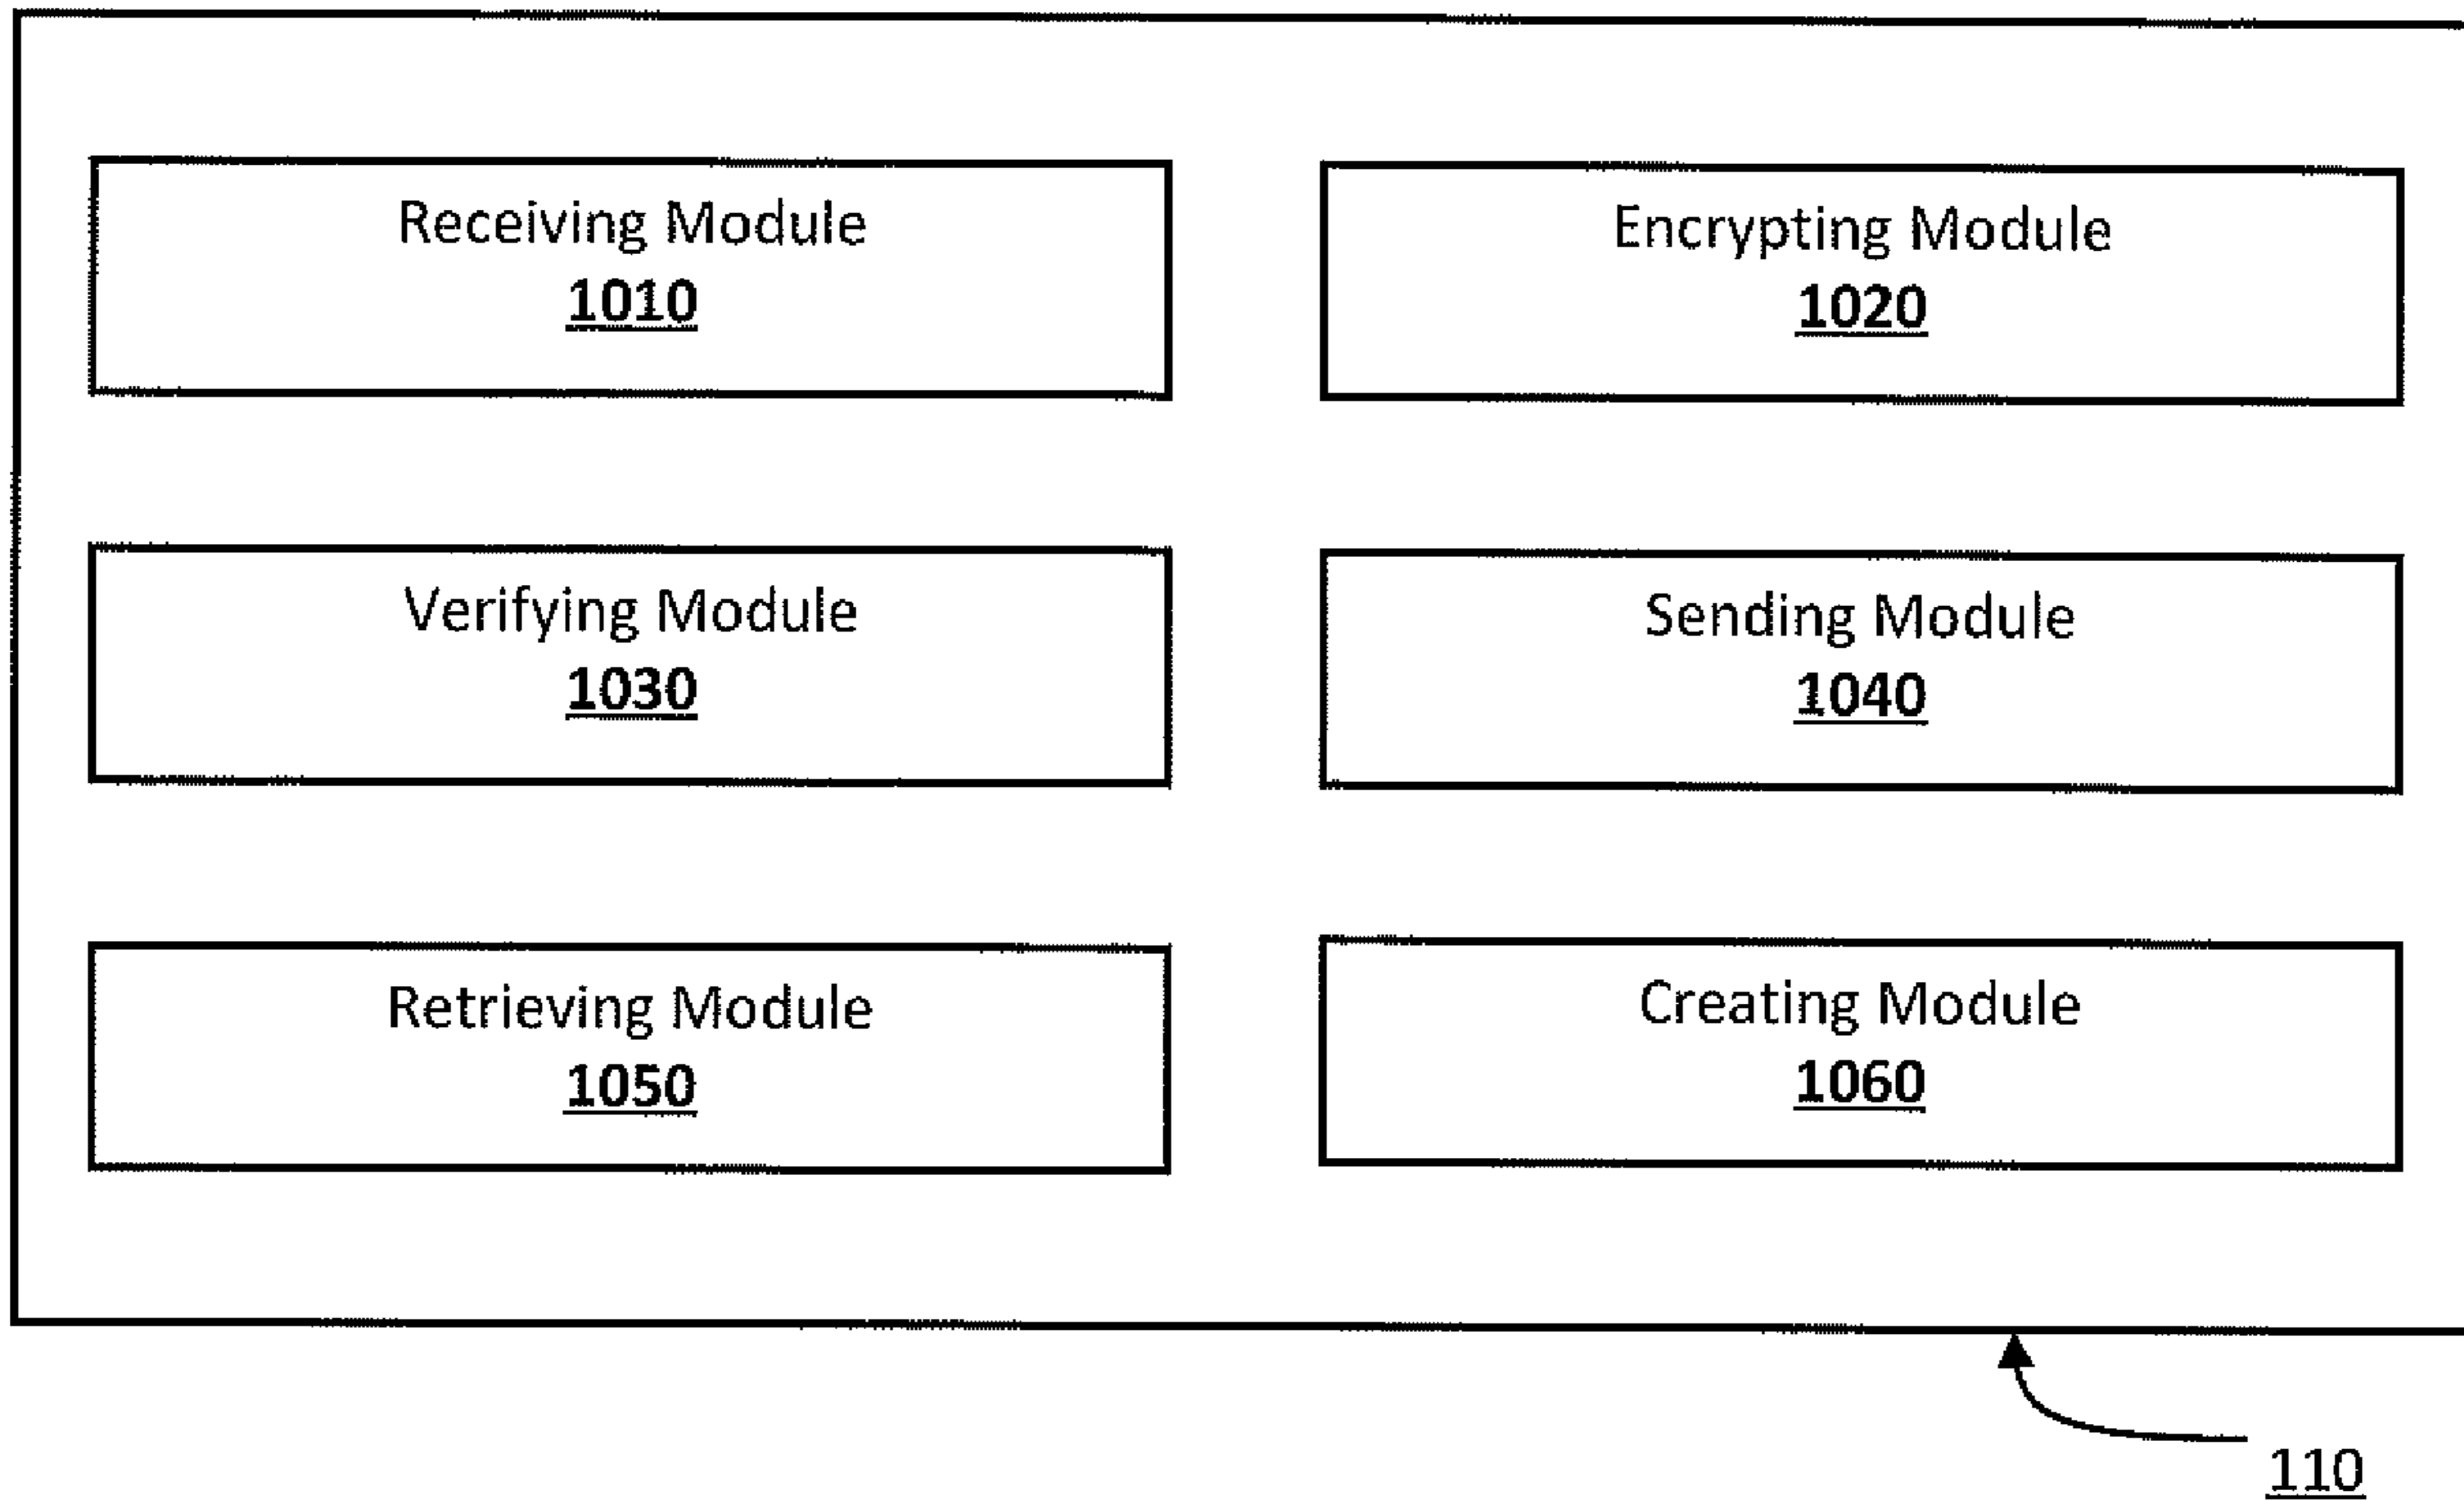 Receiving Module
1010
Encrypting Module
1020
Verifying Module
1030
Sending Module
1040
Retrieving Module
1050
Creating Module
1060
110